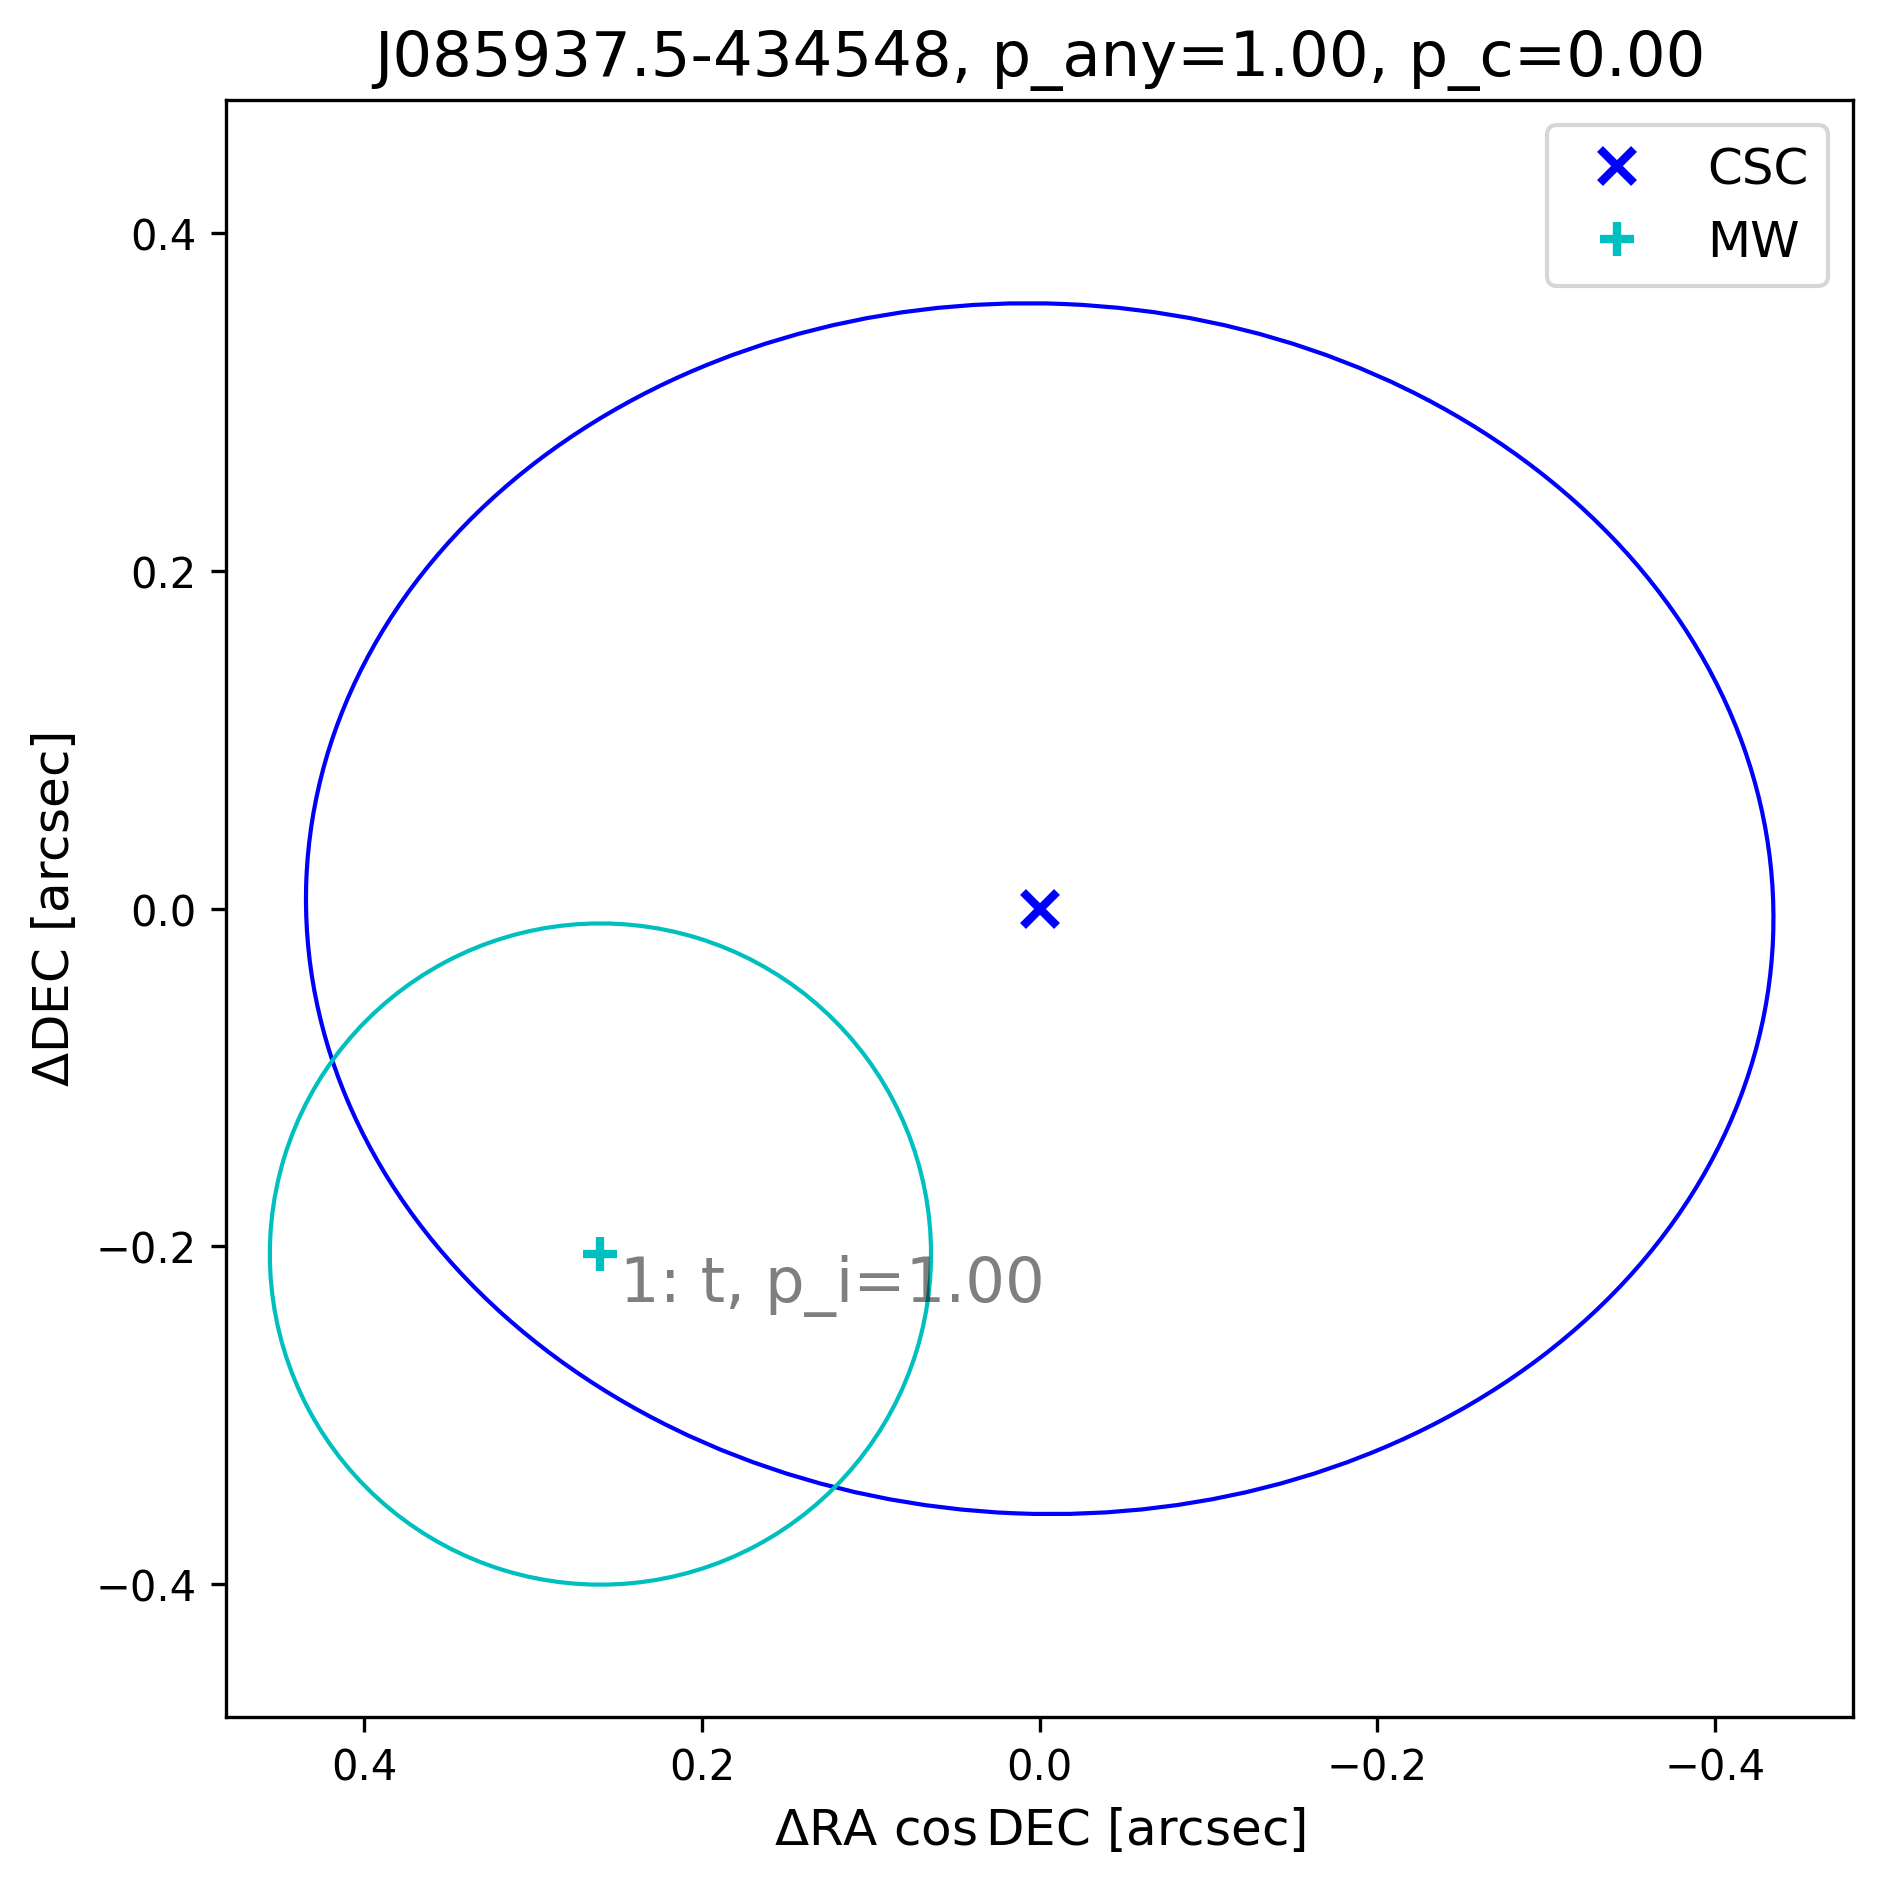 J085937.5-434548, p_any=1.00, p_c=0.00
CSC
MW
0.4
0.2
0.0
−0.2
−0.4
ΔDEC [arcsec]
1: t, p_i=1.00
0.4 0.2 0.0 −0.2 −0.4
ΔRA cos DEC [arcsec]